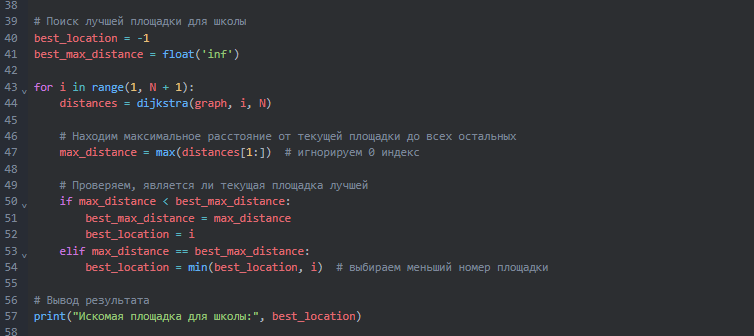 38
39 # Поиск лучшей площадки для школы
40 best_location = -1
41 best_max_distance = float('inf')
42
43 for i in range(1, N + 1):
44     distances = dijkstra(graph, i, N)
45
46     # Находим максимальное расстояние от текущей площадки до всех остальных
47     max_distance = max(distances[1:])  # игнорируем 0 индекс
48
49     # Проверяем, является ли текущая площадка лучшей
50     if max_distance < best_max_distance:
51         best_max_distance = max_distance
52         best_location = i
53     elif max_distance == best_max_distance:
54         best_location = min(best_location, i)  # выбираем меньший номер площадки
55
56 # Вывод результата
57 print("Искомая площадка для школы:", best_location)
58